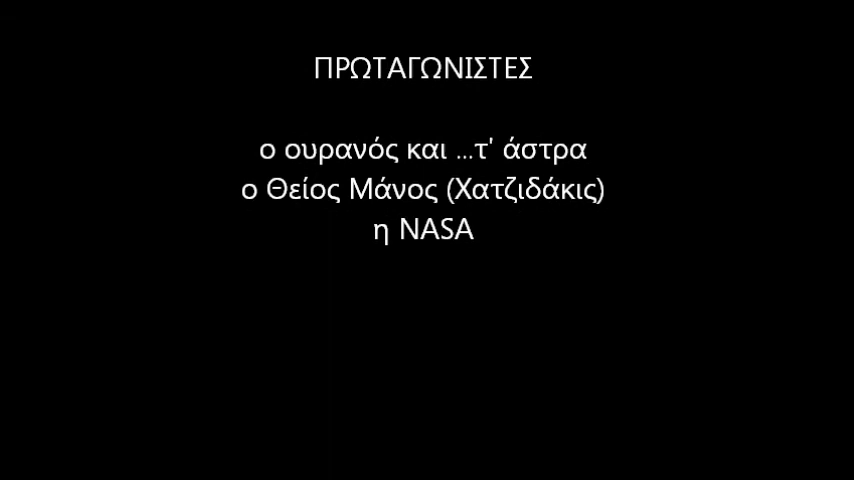 ΠΡΩΤΑΓΩΝΙΣΤΕΣ
ο ουρανός και ...τ' άστρα
ο Θείος Μάνος (Χατζιδάκις)
η NASA